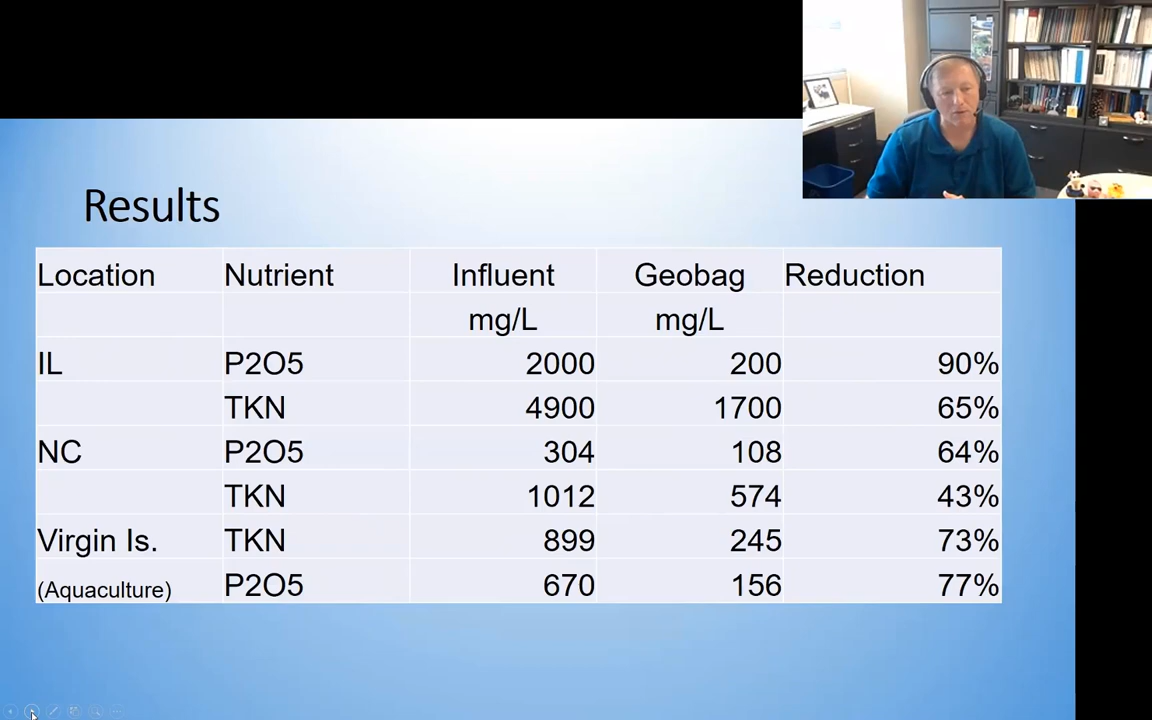 Results
Location Nutrient Influent Geobag Reduction
mg/L mg/L
IL P2O5 2000 200 90%
TKN 4900 1700 65%
NC P2O5 304 108 64%
TKN 1012 574 43%
Virgin Is. TKN 899 245 73%
(Aquaculture) P2O5 670 156 77%